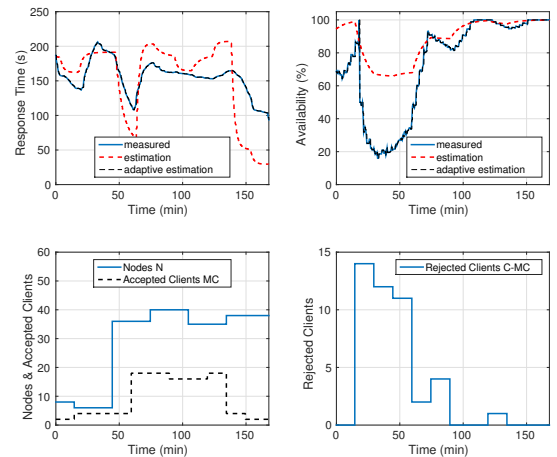 250
200
150
100
50
0
Response Time (s)
measured
estimation
adaptive estimation
0 50 100 150
Time (min)
100
80
60
40
20
0
Availability (%)
measured
estimation
adaptive estimation
0 50 100 150
Time (min)
60
50
40
30
20
10
0
Nodes & Accepted Clients
Nodes N
Accepted Clients MC
0 50 100 150
Time (min)
15
10
5
0
Rejected Clients
Rejected Clients C-MC
0 50 100 150
Time (min)